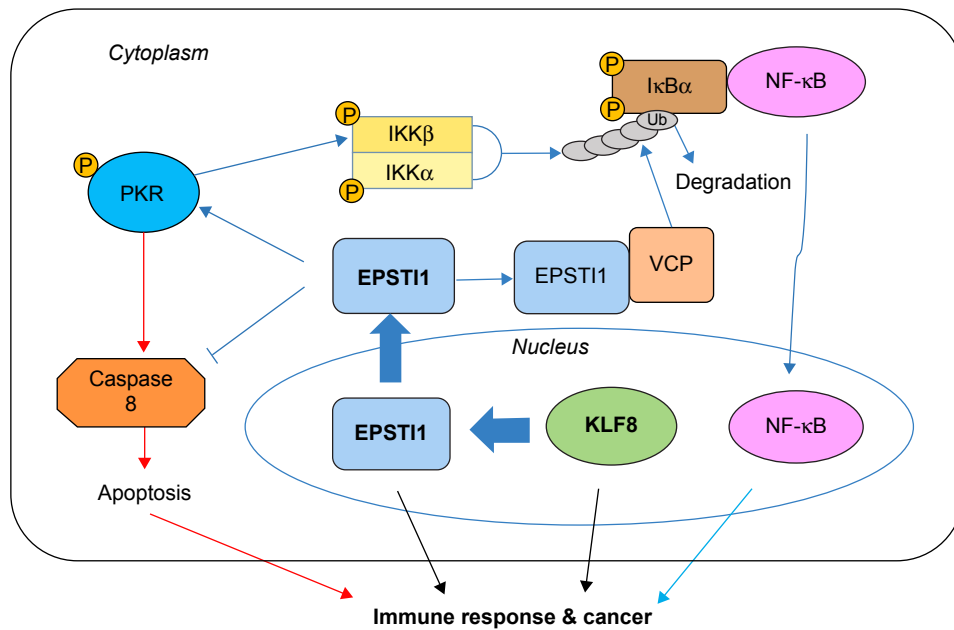 Cytoplasm
P
IκBα
NF-κB
P
Ub
P
IKKβ
IKKα
P
P
PKR
Degradation
EPSTI1
EPSTI1
VCP
Nucleus
Caspase
8
EPSTI1
KLF8
NF-κB
Apoptosis
Immune response & cancer